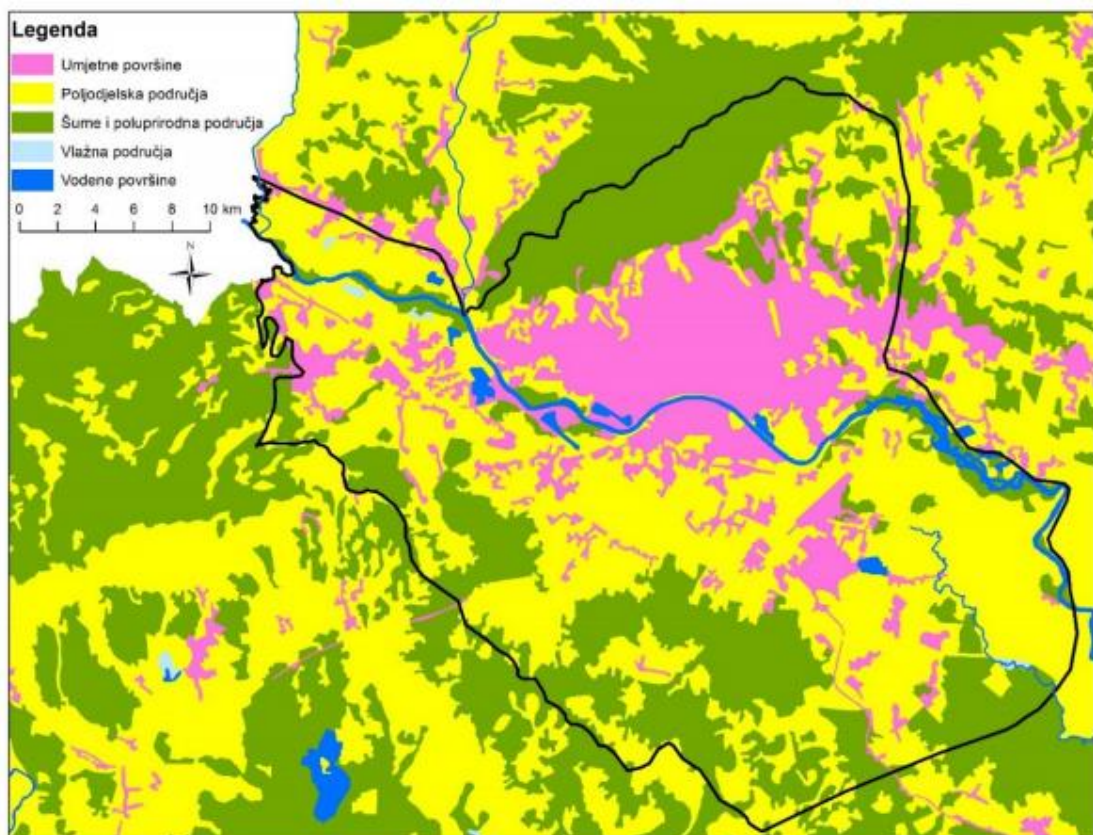 Legenda
Umjetne površine
Poljodjelska područja
Šume i poluprirodna područja
Vlažna područja
Vodene površine
0 2 4 6 8 10 km
N